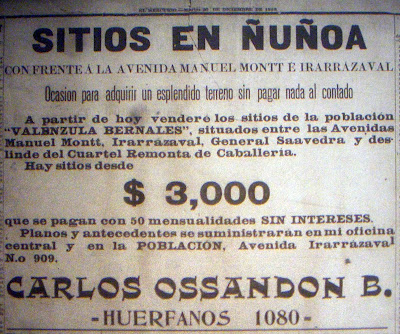 SITIOS EN ÑUÑOA
CON FRENTE Á LA AVENIDA MANUEL MONTT E IRARRAZAVAL
Ocasion para adquirir un esplendido terreno sin pagar nada al contado
A partir de hoy venderé los sitios de la población
"VALENZULA BERNALES", situados entre las Avenidas
Manuel Montt, Irarrázaval, General Saavedra y des-
linde del Cuartel Remonta de Caballería.
Hay sitios desde
$ 3,000
que se pagan con 50 mensualidades SIN INTERESES.
Planos y antecedentes se suministrarán en mi oficina
central y en la POBLACIÓN, Avenida Irarrázaval
N.o 909.
CARLOS OSSANDON B.
-HUERFANOS 1080-